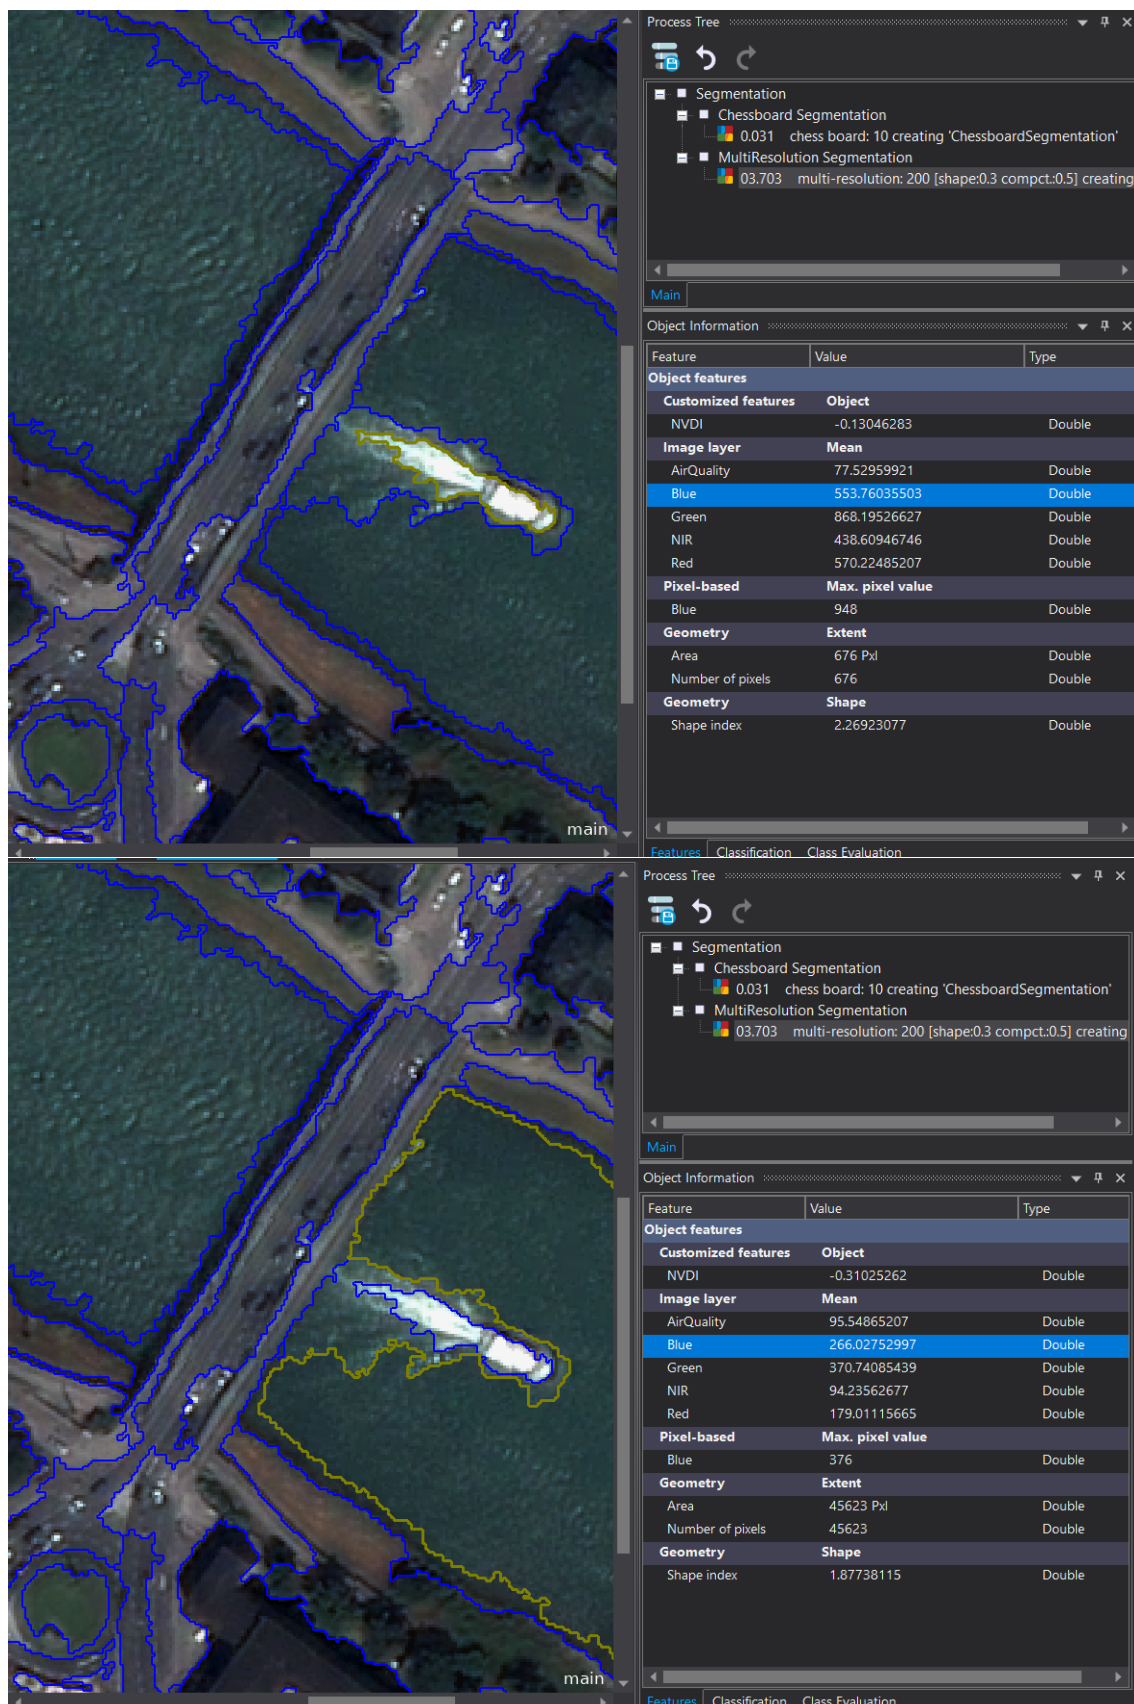 Process Tree
Segmentation
Chessboard Segmentation
0.031 chess board: 10 creating 'ChessboardSegmentation'
MultiResolution Segmentation
03.703 multi-resolution: 200 [shape:0.3 compct.:0.5] creating
Main
Object Information
Feature Value Type
Object features
Customized features Object
NVDI -0.13046283 Double
Image layer Mean
AirQuality 77.52959921 Double
Blue 553.76035503 Double
Green 868.19526627 Double
NIR 438.60946746 Double
Red 570.22485207 Double
Pixel-based Max. pixel value
Blue 948 Double
Geometry Extent
Area 676 Pxl Double
Number of pixels 676 Double
Geometry Shape
Shape index 2.26923077 Double
main
Features Classification Class Evaluation
Process Tree
Segmentation
Chessboard Segmentation
0.031 chess board: 10 creating 'ChessboardSegmentation'
MultiResolution Segmentation
03.703 multi-resolution: 200 [shape:0.3 compct.:0.5] creating
Main
Object Information
Feature Value Type
Object features
Customized features Object
NVDI -0.31025262 Double
Image layer Mean
AirQuality 95.54865207 Double
Blue 266.02752997 Double
Green 370.74085439 Double
NIR 94.23562677 Double
Red 179.01115665 Double
Pixel-based Max. pixel value
Blue 376 Double
Geometry Extent
Area 45623 Pxl Double
Number of pixels 45623 Double
Geometry Shape
Shape index 1.87738115 Double
main
Features Classification Class Evaluation